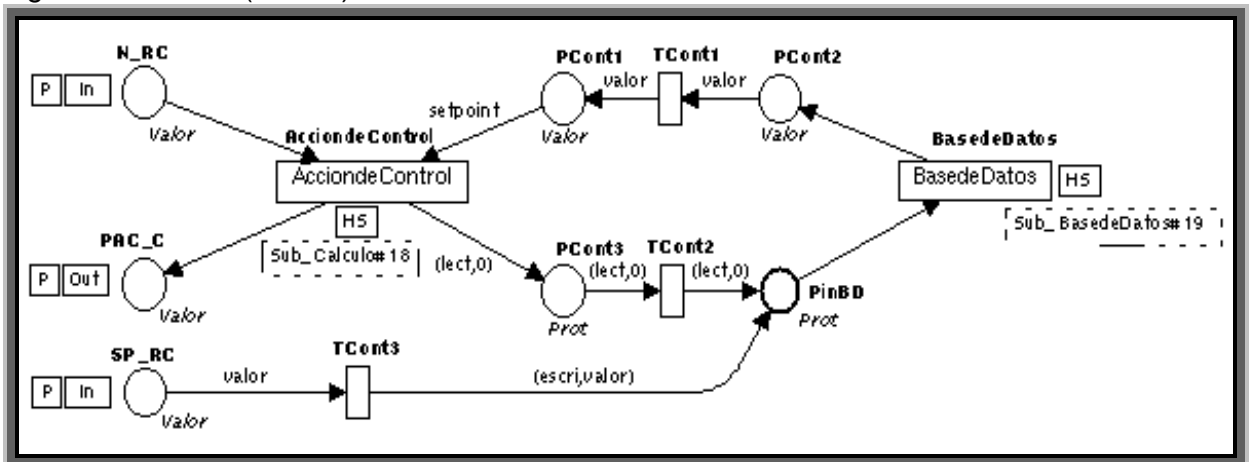 N_RC
P In
Valor
setpoint
PCont1
valor
Valor
TCont1
valor
PCont2
Valor
AcciondeControl
AcciondeControl
HS
Sub_Calculo#18
BasedeDatos
BasedeDatos
HS
Sub_BasedeDatos#19
PAC_C
P Out
Valor
(lect,0)
PCont3
(lect,0)
Prot
TCont2
(lect,0)
PinBD
Prot
SP_RC
P In
Valor
valor
TCont3
(escri,valor)